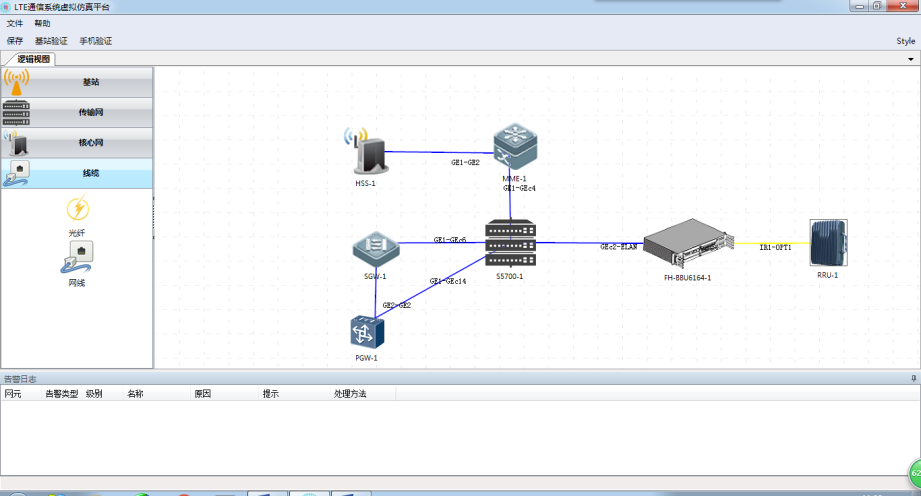 LTE通信系统虚拟仿真平台
文件 帮助
保存 基站验证 手机验证 Style
逻辑视图
基站
传输网
核心网
线缆
光纤
网线
HSS-1
GE1-GE2
MME-1
GE1-GEc4
SGW-1
GE1-GEc6
S5700-1
GE1-GEc14
GEc2-ELAN
FH-BBU6164-1
IR1-OPT1
RRU-1
GE2-GE2
PGW-1
告警日志
网元 告警类型 级别 名称 原因 提示 处理方法
62